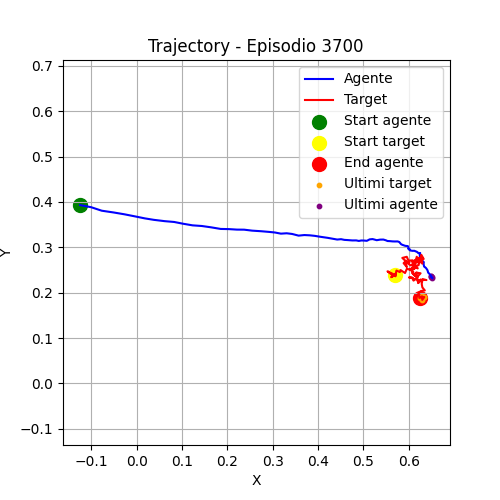 Trajectory - Episodio 3700
Agente
Target
Start agente
Start target
End agente
Ultimi target
Ultimi agente
Y
0.7
0.6
0.5
0.4
0.3
0.2
0.1
0.0
−0.1
−0.1
0.0
0.1
0.2
0.3
0.4
0.5
0.6
X